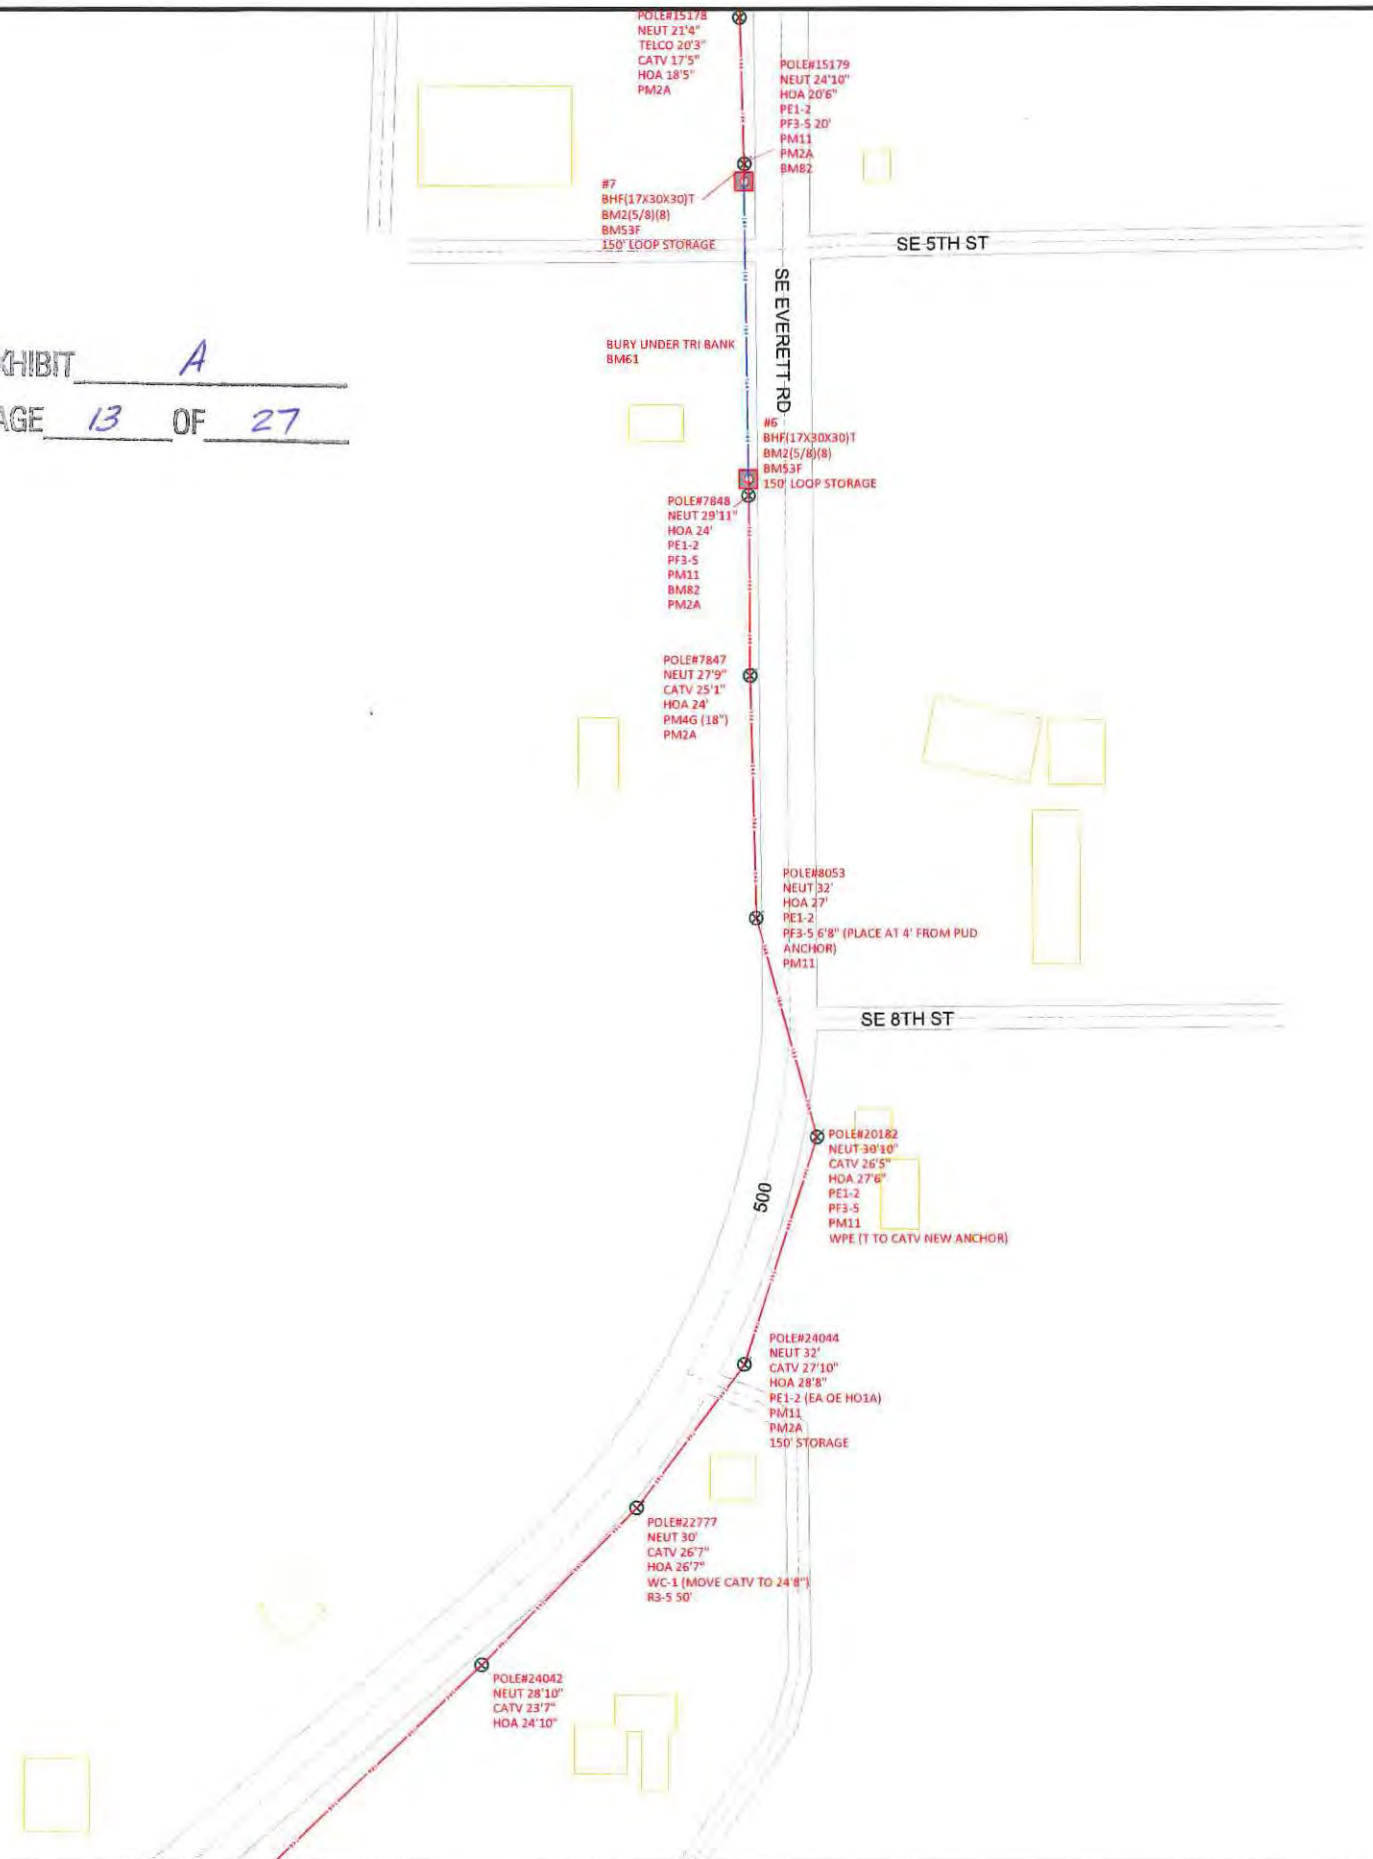 POLE#15178
NEUT 21'4"
TELCO 20'3"
CATV 17'5"
HOA 18'5"
PM2A
POLE#15179
NEUT 24'10"
HOA 20'6"
PE1-2
PF3-5 20'
PM11
PM2A
BM82
#7
BHF(17X30X30)T
BM2(5/8)(8)
BM53F
150' LOOP STORAGE
SE 5TH ST
SE EVERETT RD
XHIBIT A
AGE 13 OF 27
BURY UNDER TRI BANK
BM61
#6
BHF(17X30X30)T
BM2(5/8)(8)
BM53F
150' LOOP STORAGE
POLE#7848
NEUT 29'11"
HOA 24'
PE1-2
PF3-5
PM11
BM82
PM2A
POLE#7847
NEUT 27'9"
CATV 25'1"
HOA 24'
PM4G (18")
PM2A
POLE#8053
NEUT 32'
HOA 27'
PE1-2
PF3-5 6'8" (PLACE AT 4' FROM PUD
ANCHOR)
PM11
SE 8TH ST
POLE#20182
NEUT 30'10"
CATV 26'5"
HOA 27'6"
PE1-2
PF3-5
PM11
WPE (T TO CATV NEW ANCHOR)
500
POLE#24044
NEUT 32'
CATV 27'10"
HOA 28'8"
PE1-2 (EA OE HO1A)
PM11
PM2A
150' STORAGE
POLE#22777
NEUT 30'
CATV 26'7"
HOA 26'7"
WC-1 (MOVE CATV TO 24'8")
R3-5 50'
POLE#24042
NEUT 28'10"
CATV 23'7"
HOA 24'10"